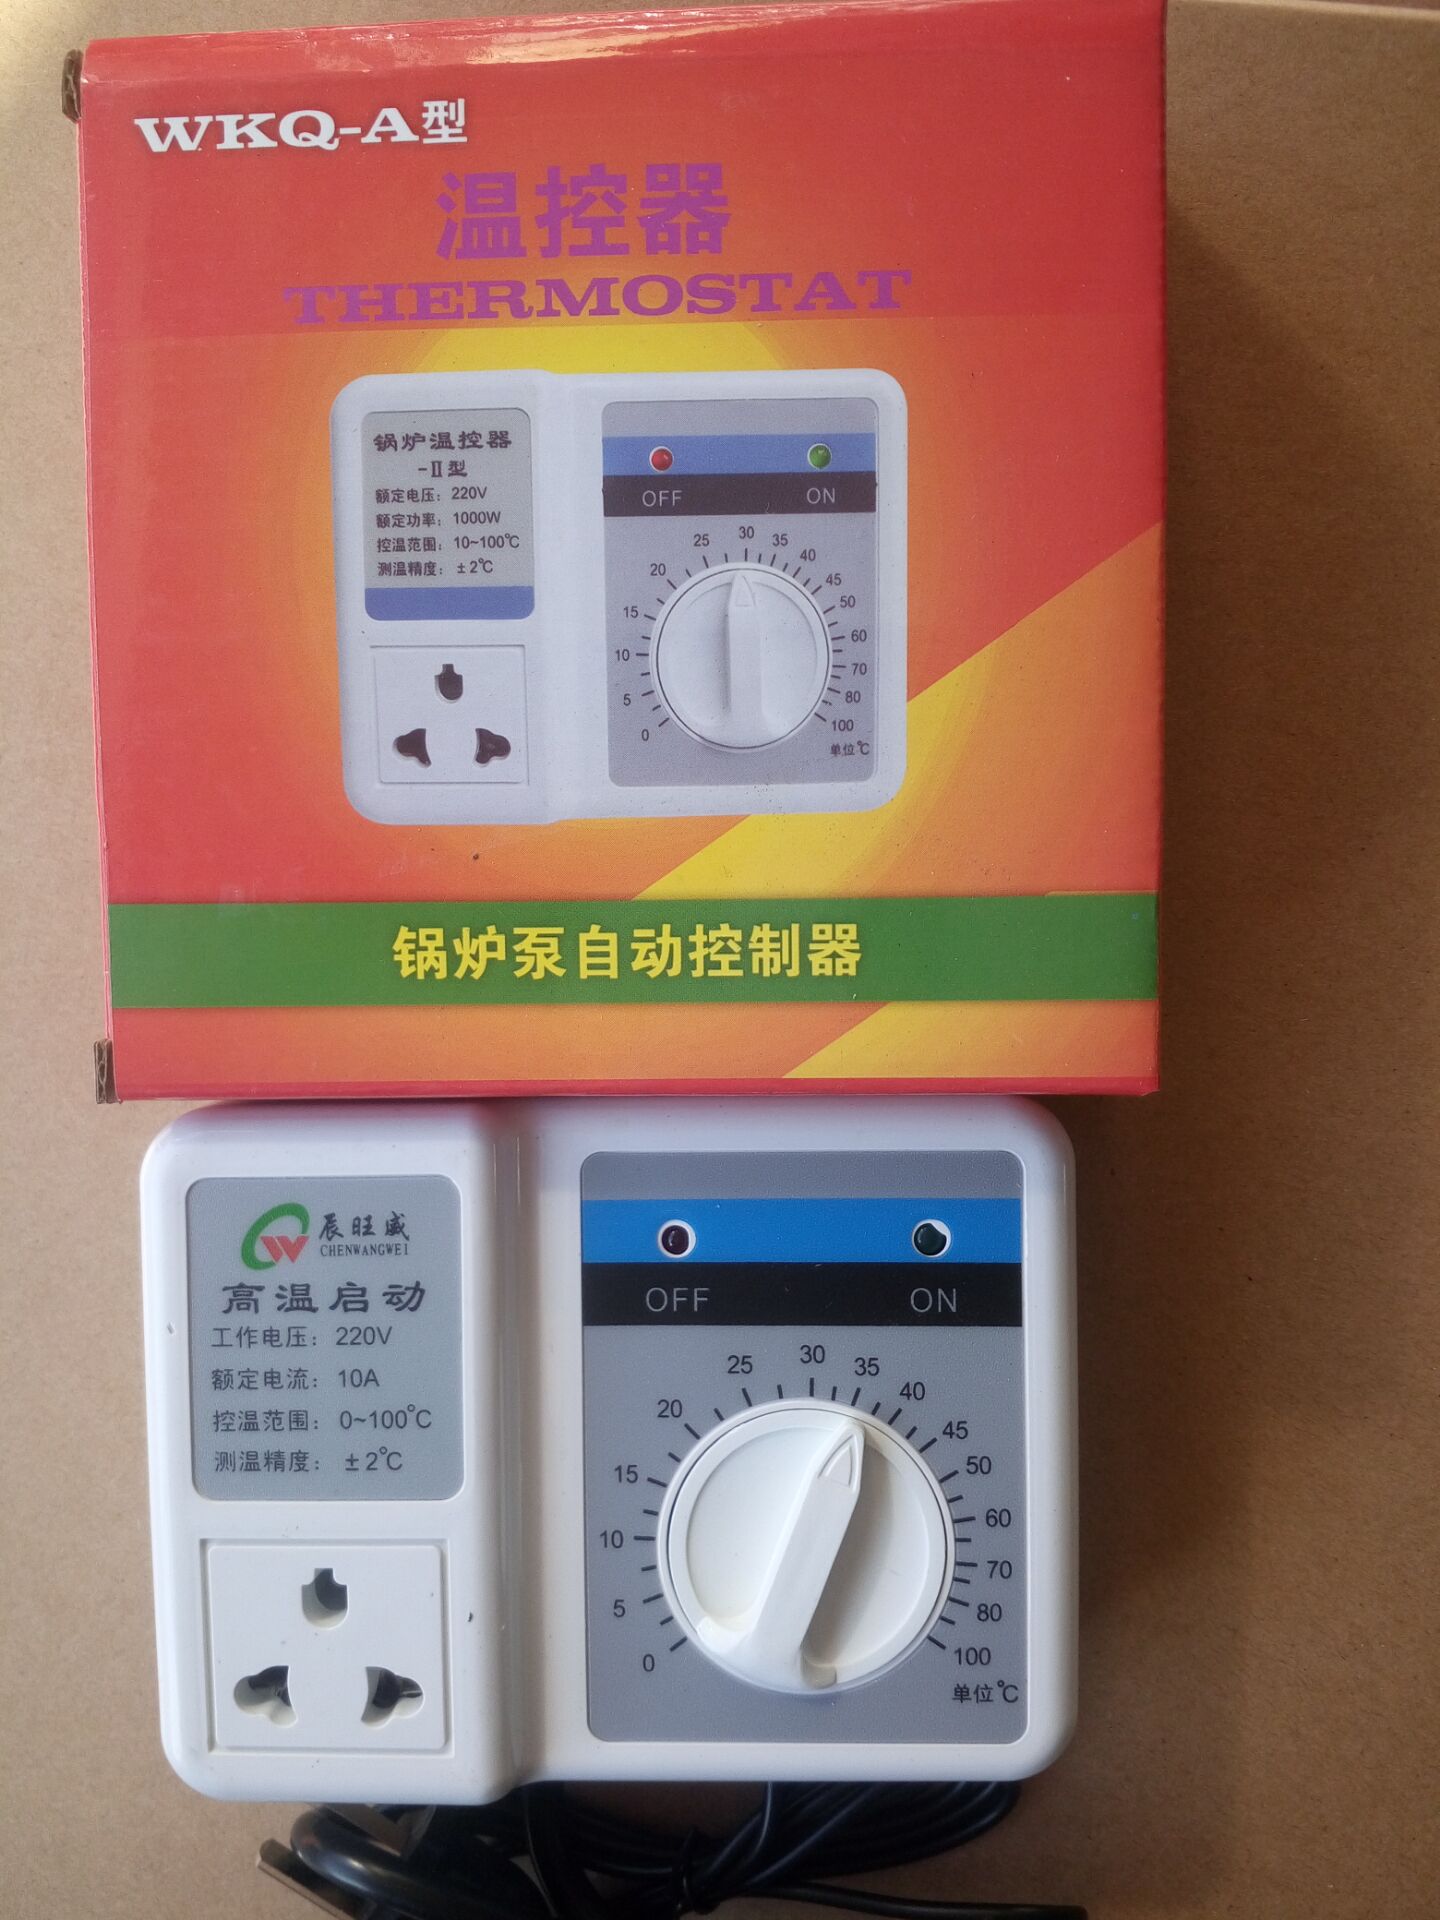 WKQ-A型
温控器
THERMOSTAT
锅炉温控器
-Ⅱ型
额定电压：220V
额定功率：1000W
控温范围：10~100℃
测温精度：±2℃
OFF
ON
0
5
10
15
20
25
30
35
40
45
50
60
70
80
100
单位℃
锅炉泵自动控制器
辰旺威
CHENWANGWEI
高温启动
工作电压：220V
额定电流：10A
控温范围：0~100℃
测温精度：±2℃
OFF
ON
0
5
10
15
20
25
30
35
40
45
50
60
70
80
100
单位℃